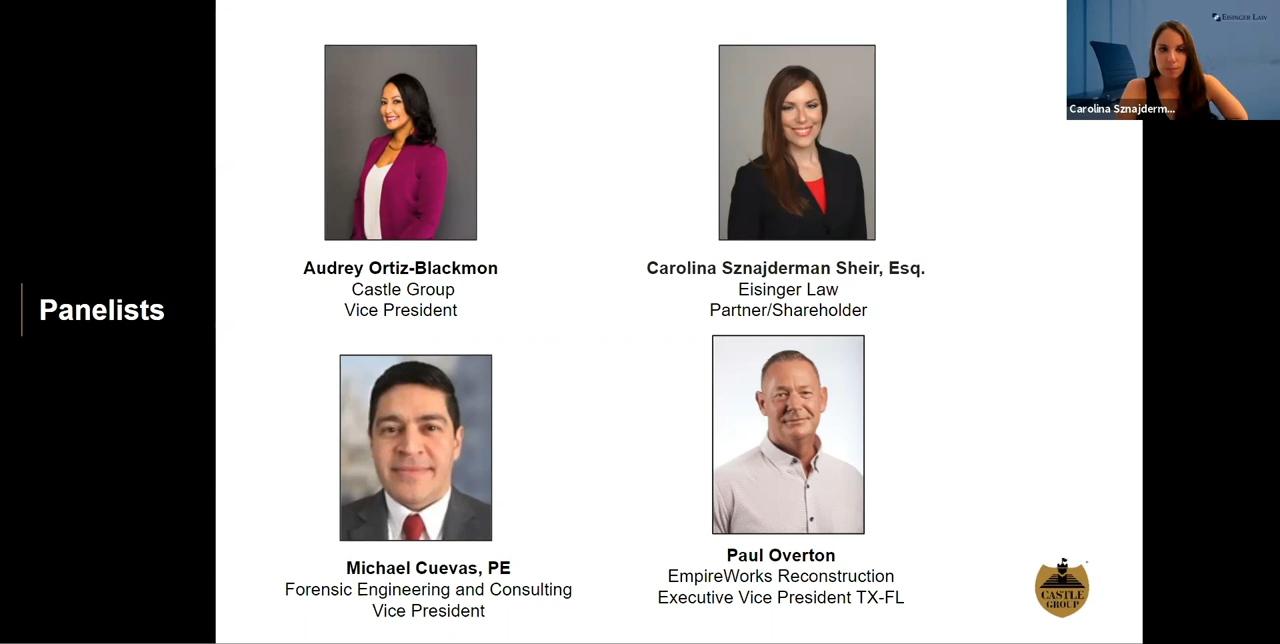 Panelists
Audrey Ortiz-Blackmon
Castle Group
Vice President
Carolina Sznajderman Sheir, Esq.
Eisinger Law
Partner/Shareholder
Michael Cuevas, PE
Forensic Engineering and Consulting
Vice President
Paul Overton
EmpireWorks Reconstruction
Executive Vice President TX-FL
CASTLE
GROUP
EISINGER LAW
Carolina Sznajderm...